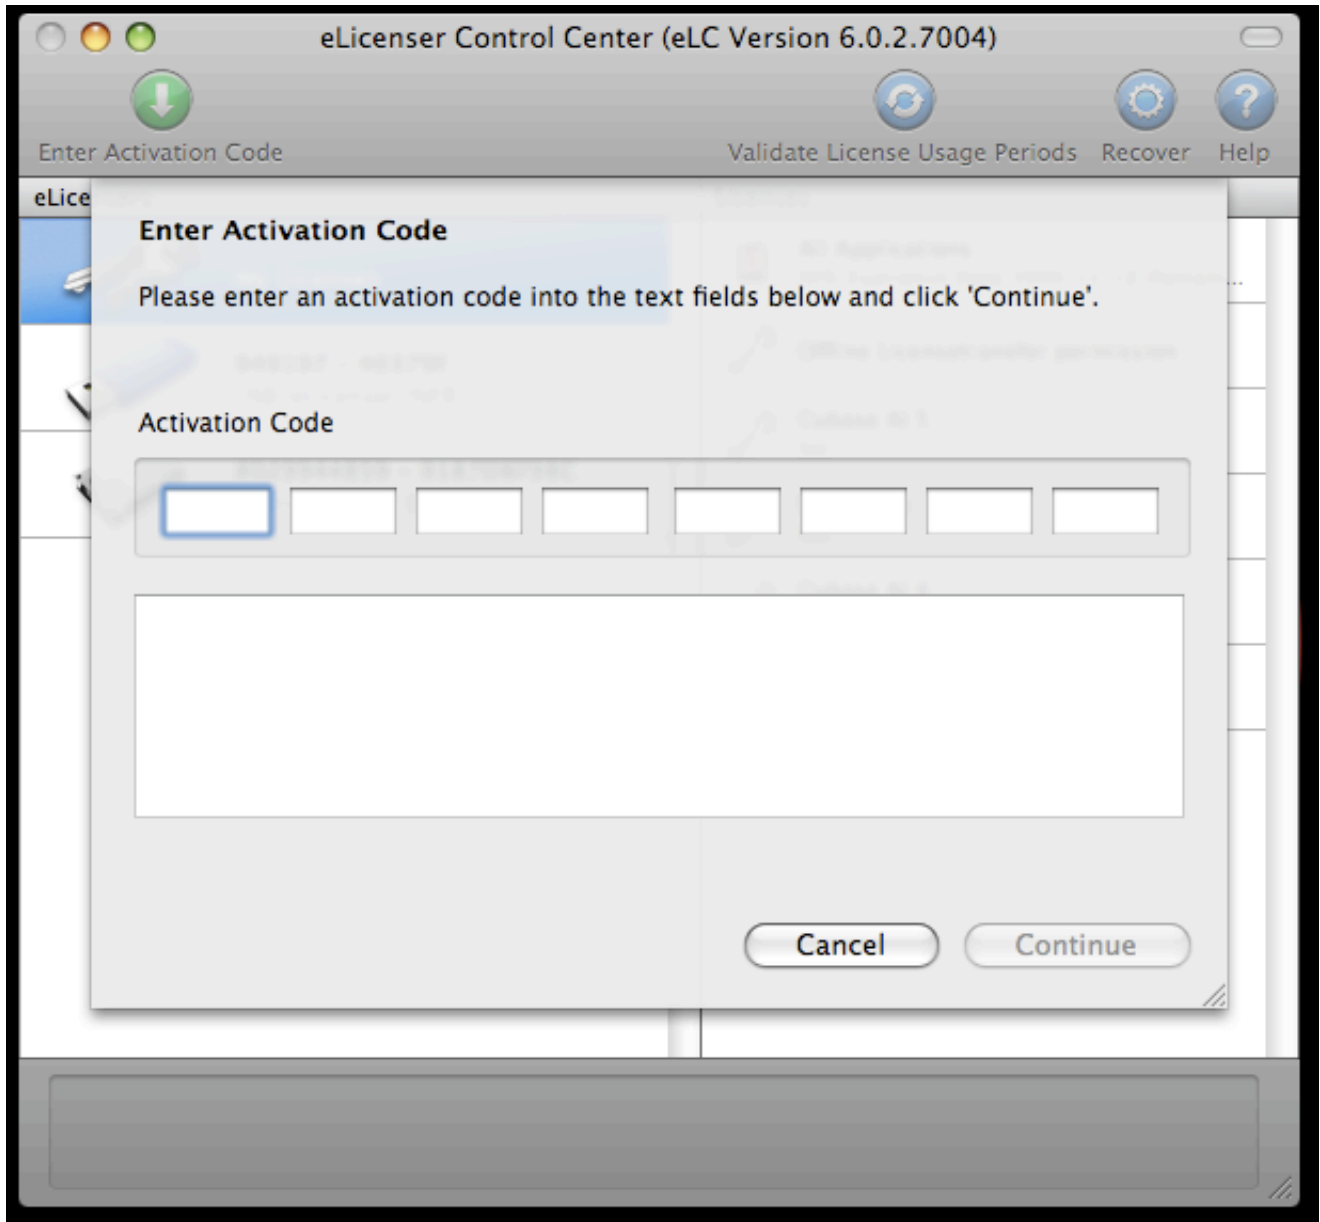 eLicenser Control Center (eLC Version 6.0.2.7004)
Enter Activation Code
Validate License Usage Periods
Recover
Help
eLice
Enter Activation Code
Please enter an activation code into the text fields below and click 'Continue'.
Activation Code
Cancel
Continue